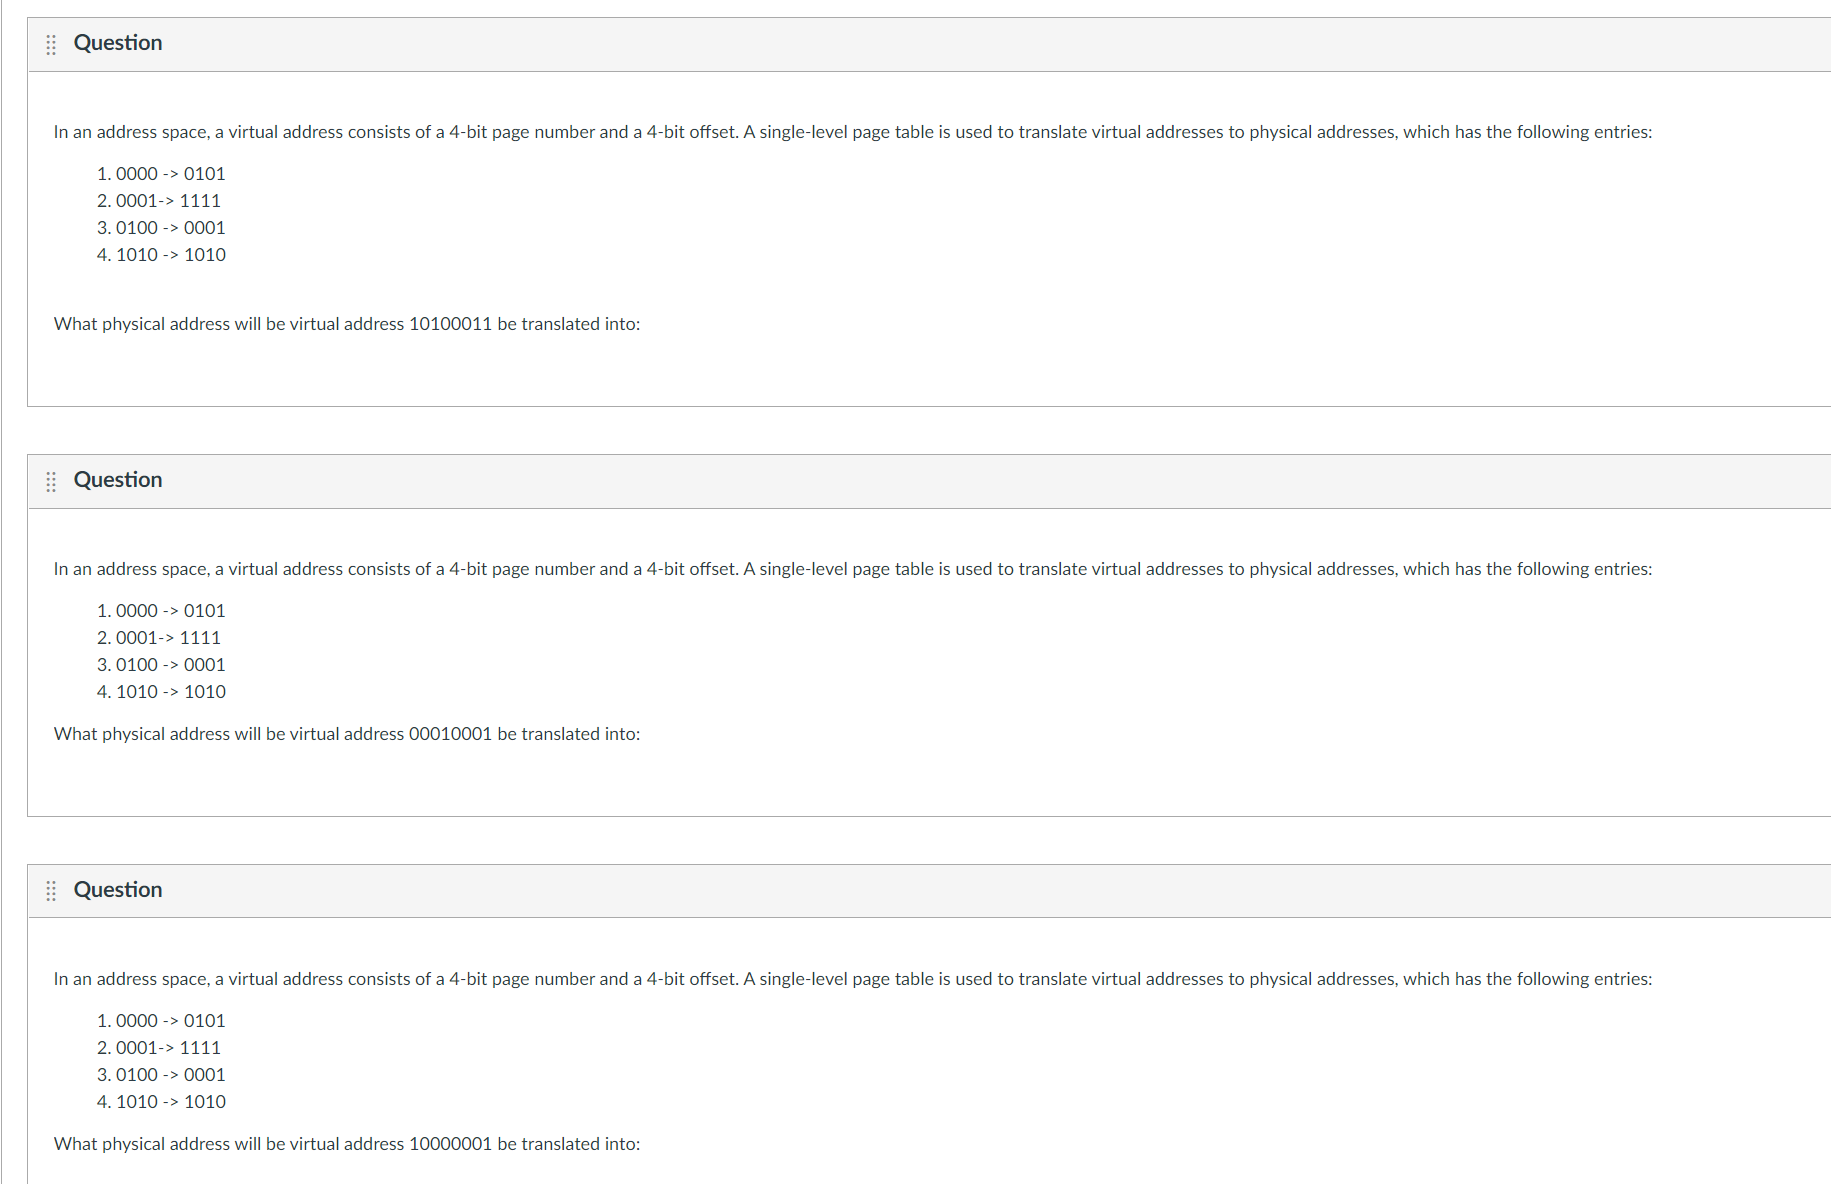 Question
In an address space, a virtual address consists of a 4-bit page number and a 4-bit offset. A single-level page table is used to translate virtual addresses to physical addresses, which has the following entries:
1. 0000 -> 0101
2. 0001-> 1111
3. 0100 -> 0001
4. 1010 -> 1010
What physical address will be virtual address 10100011 be translated into:
Question
In an address space, a virtual address consists of a 4-bit page number and a 4-bit offset. A single-level page table is used to translate virtual addresses to physical addresses, which has the following entries:
1. 0000 -> 0101
2. 0001-> 1111
3. 0100 -> 0001
4. 1010 -> 1010
What physical address will be virtual address 00010001 be translated into:
Question
In an address space, a virtual address consists of a 4-bit page number and a 4-bit offset. A single-level page table is used to translate virtual addresses to physical addresses, which has the following entries:
1. 0000 -> 0101
2. 0001-> 1111
3. 0100 -> 0001
4. 1010 -> 1010
What physical address will be virtual address 10000001 be translated into: